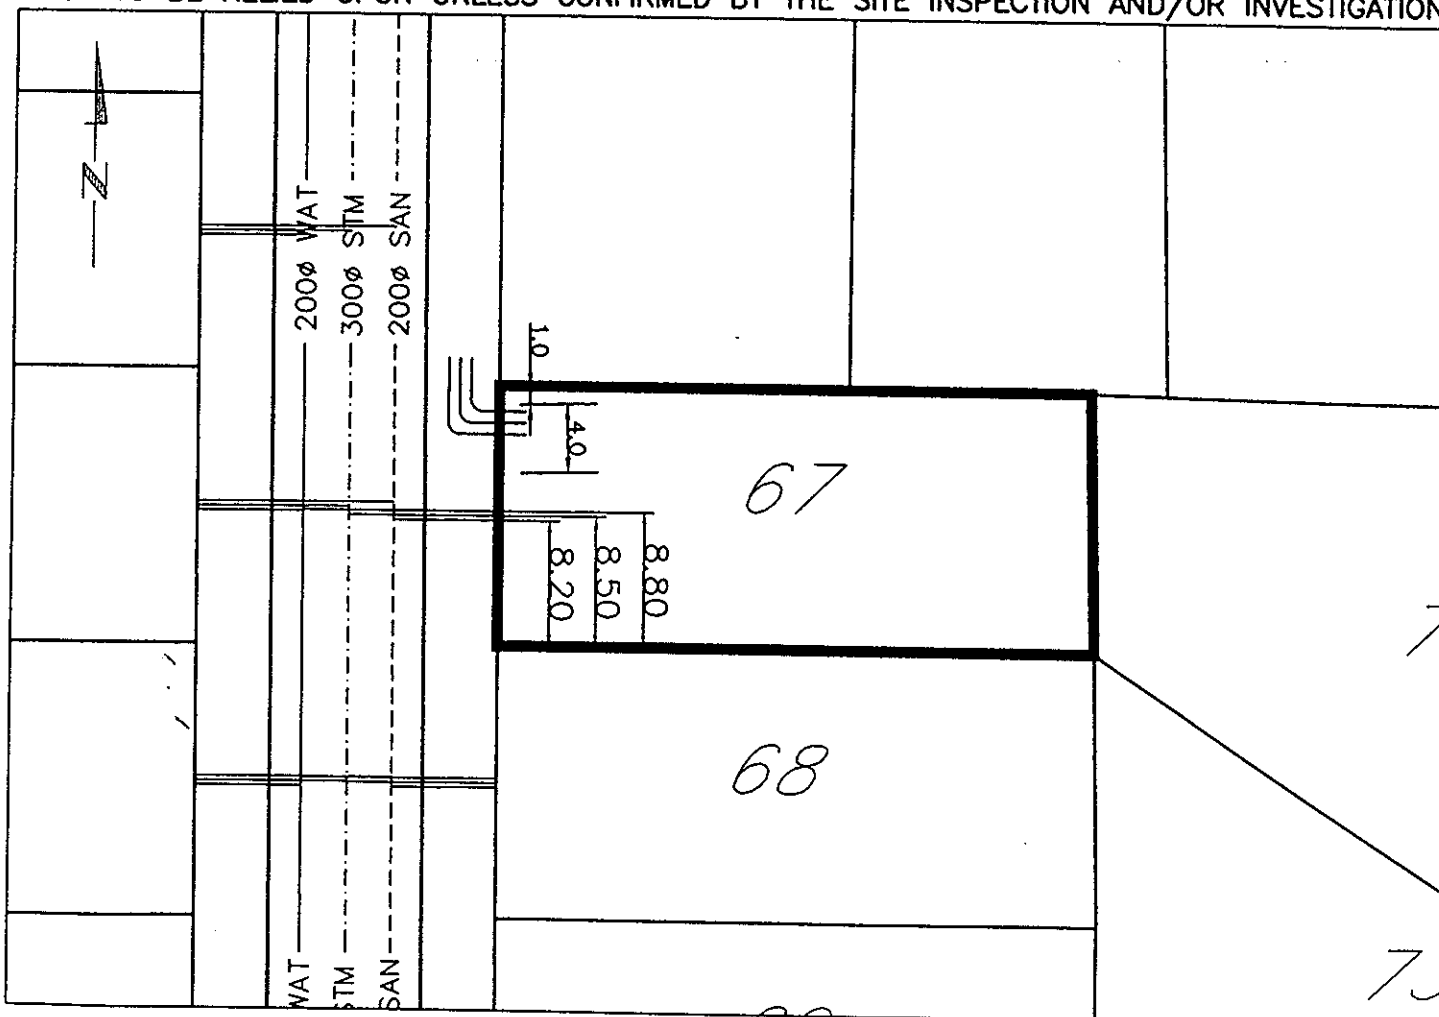 TO BE RELIED UPON UNLESS CONFIRMED BY THE SITE INSPECTION AND/OR INVESTIGATION
N
200ø WAT
300ø STM
200ø SAN
1.0
4.0
67
8.20
8.50
8.80
68
WAT
STM
SAN